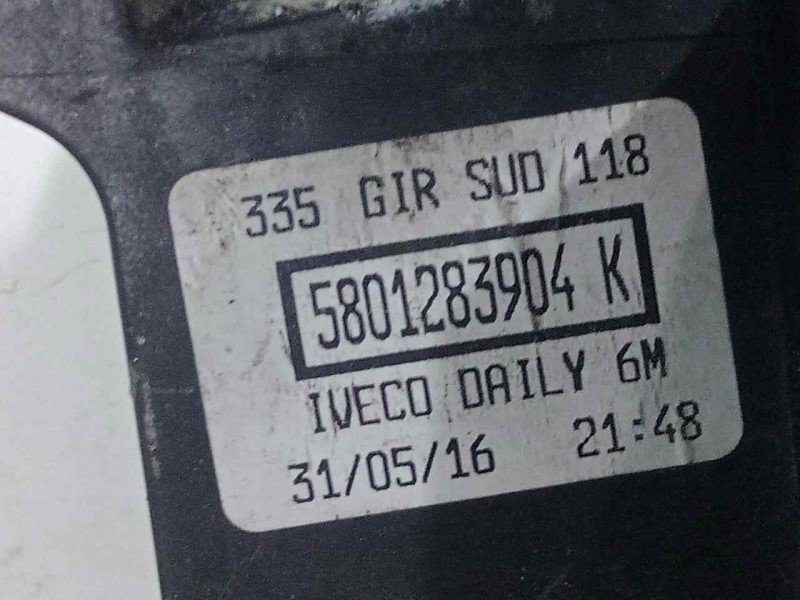 335 GIR SUD 118
5801283904 K
IVECO DAILY 6M
31/05/16 21:48